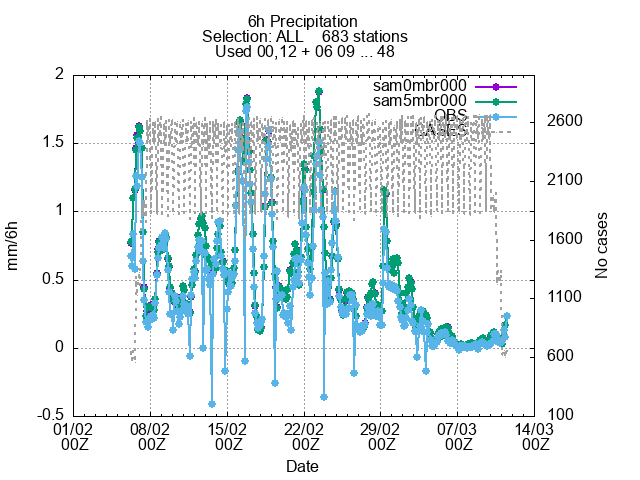 6h Precipitation
Selection: ALL    683 stations
Used 00,12 + 06 09 ... 48
sam0mbr000
sam5mbr000
OBS
CASES
2
1.5
1
0.5
0
-0.5
mm/6h
2600
2100
1600
1100
600
100
No cases
01/02 08/02 15/02 22/02 29/02 07/03 14/03
00Z 00Z 00Z 00Z 00Z 00Z 00Z
Date